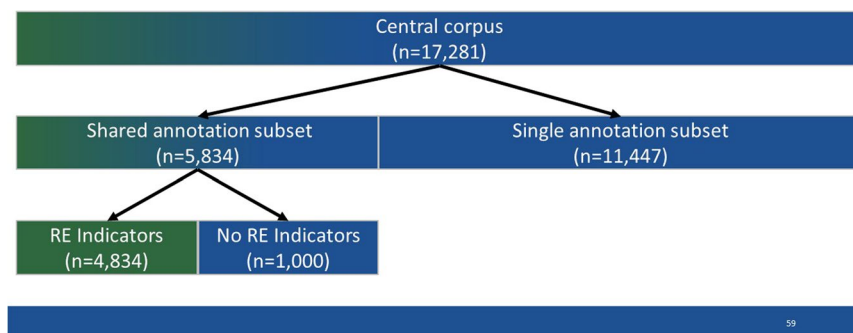 Central corpus
(n=17,281)
Shared annotation subset
(n=5,834)
Single annotation subset
(n=11,447)
RE Indicators
(n=4,834)
No RE Indicators
(n=1,000)
59